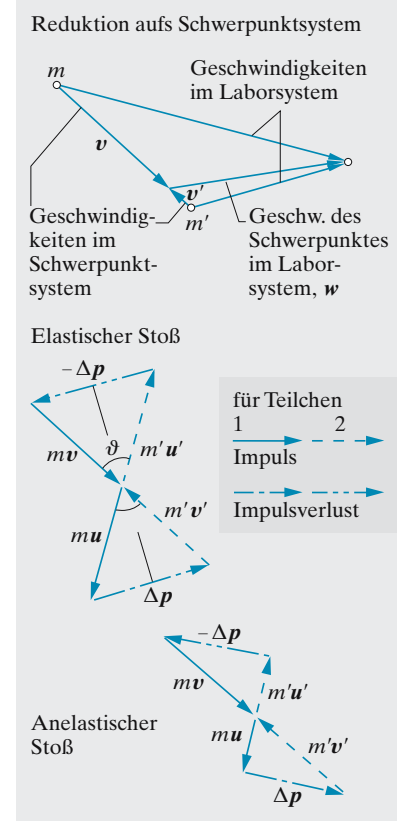 Reduktion aufs Schwerpunktsystem
m
Geschwindigkeiten
im Laborsystem
v
v′
m′
Geschwindig-
keiten im
Schwerpunkt-
system
Geschw. des
Schwerpunktes
im Labor-
system, w
Elastischer Stoß
−Δp
mv
ϑ
m′u′
m′v′
mu
Δp
für Teilchen
1 2
Impuls
Impulsverlust
−Δp
mv
m′u′
mu
m′v′
Δp
Anelastischer
Stoß